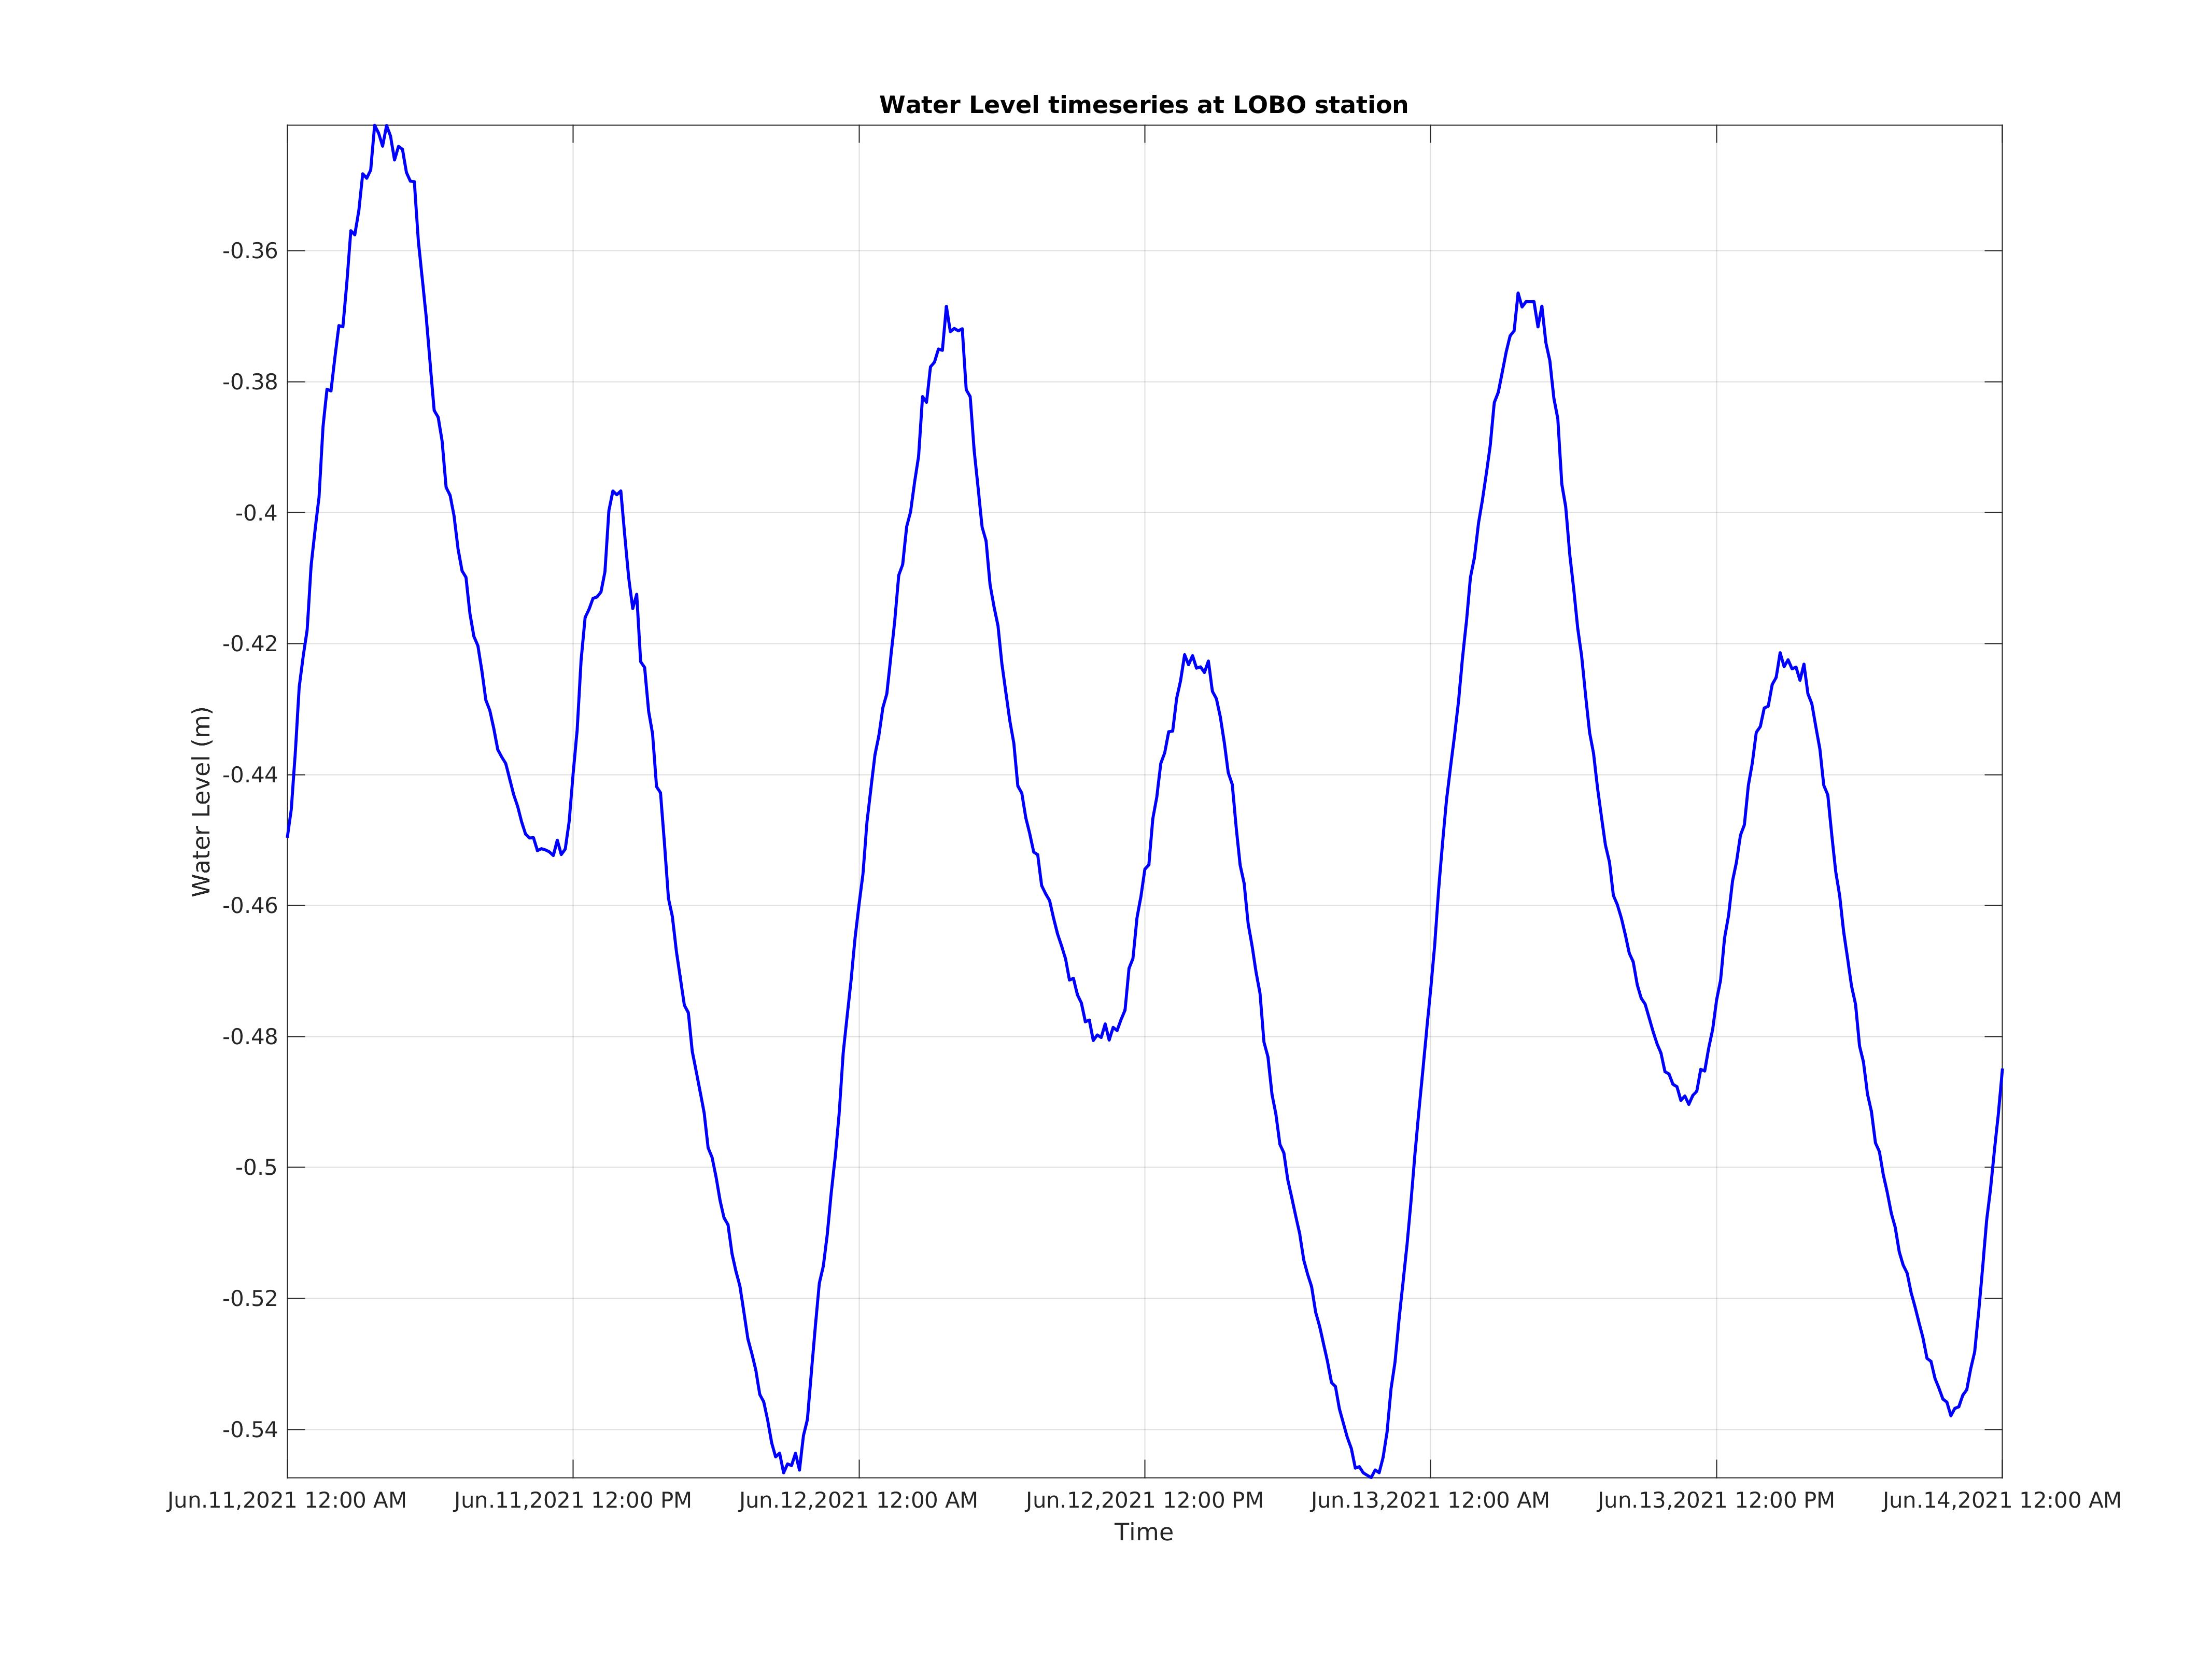 Water Level timeseries at LOBO station
-0.36
-0.38
-0.4
-0.42
-0.44
-0.46
-0.48
-0.5
-0.52
-0.54
Water Level (m)
Jun.11,2021 12:00 AM
Jun.11,2021 12:00 PM
Jun.12,2021 12:00 AM
Jun.12,2021 12:00 PM
Jun.13,2021 12:00 AM
Jun.13,2021 12:00 PM
Jun.14,2021 12:00 AM
Time